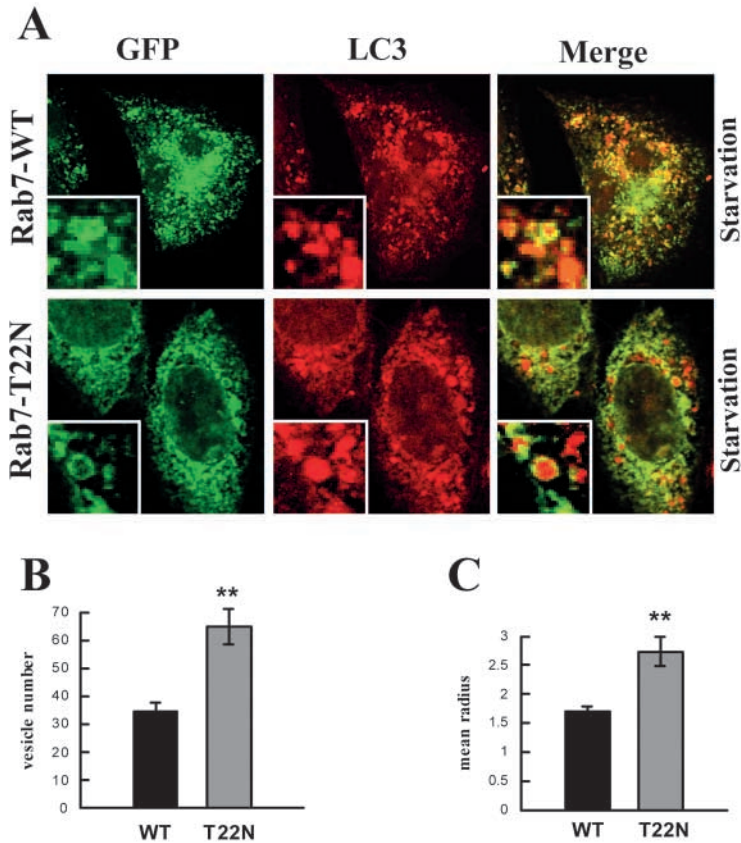 A
GFP LC3 Merge
Rab7-WT
Starvation
Rab7-T22N
Starvation
B
**
vesicle number
70
60
50
40
30
20
10
0
WT T22N
C
**
mean radius
3
2.5
2
1.5
1
0.5
0
WT T22N